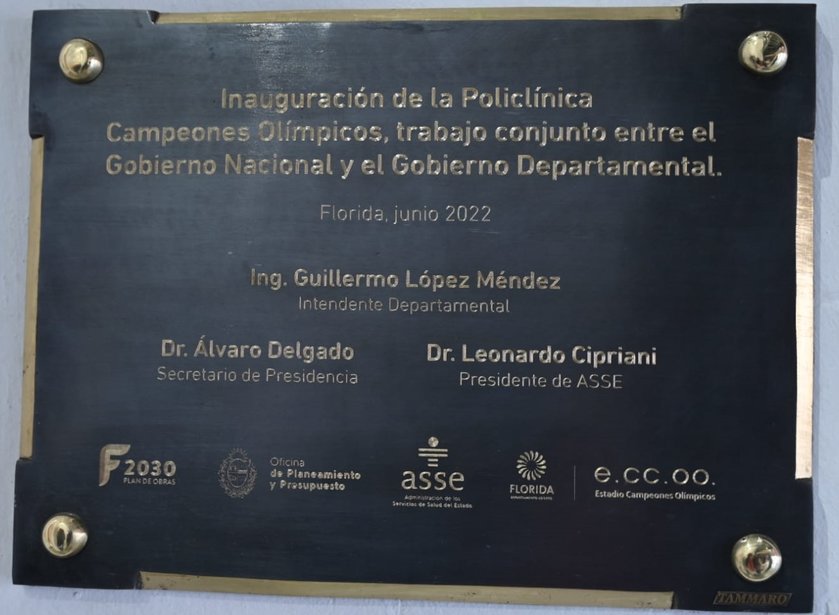 Inauguración de la Policlínica
Campeones Olímpicos, trabajo conjunto entre el
Gobierno Nacional y el Gobierno Departamental.
Florida, junio 2022
Ing. Guillermo López Méndez
Intendente Departamental
Dr. Álvaro Delgado
Secretario de Presidencia
Dr. Leonardo Cipriani
Presidente de ASSE
F 2030
PLAN DE OBRAS
Oficina
de Planeamiento
y Presupuesto
asse
Administración de los
Servicios de Salud del Estado
FLORIDA
e.cc.oo.
Estadio Campeones Olímpicos
TAMMARO